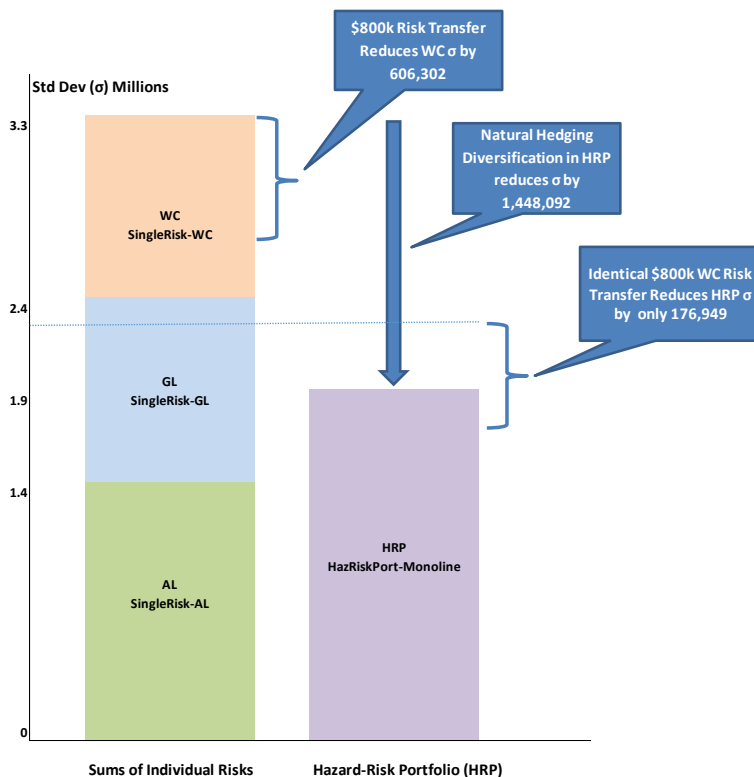 $800k Risk Transfer
Reduces WC σ by
606,302
Std Dev (σ) Millions
3.3
Natural Hedging
Diversification in HRP
reduces σ by
1,448,092
WC
SingleRisk-WC
Identical $800k WC Risk
Transfer Reduces HRP σ
by only 176,949
2.4
GL
SingleRisk-GL
1.9
1.4
HRP
HazRiskPort-Monoline
AL
SingleRisk-AL
0
Sums of Individual Risks
Hazard-Risk Portfolio (HRP)